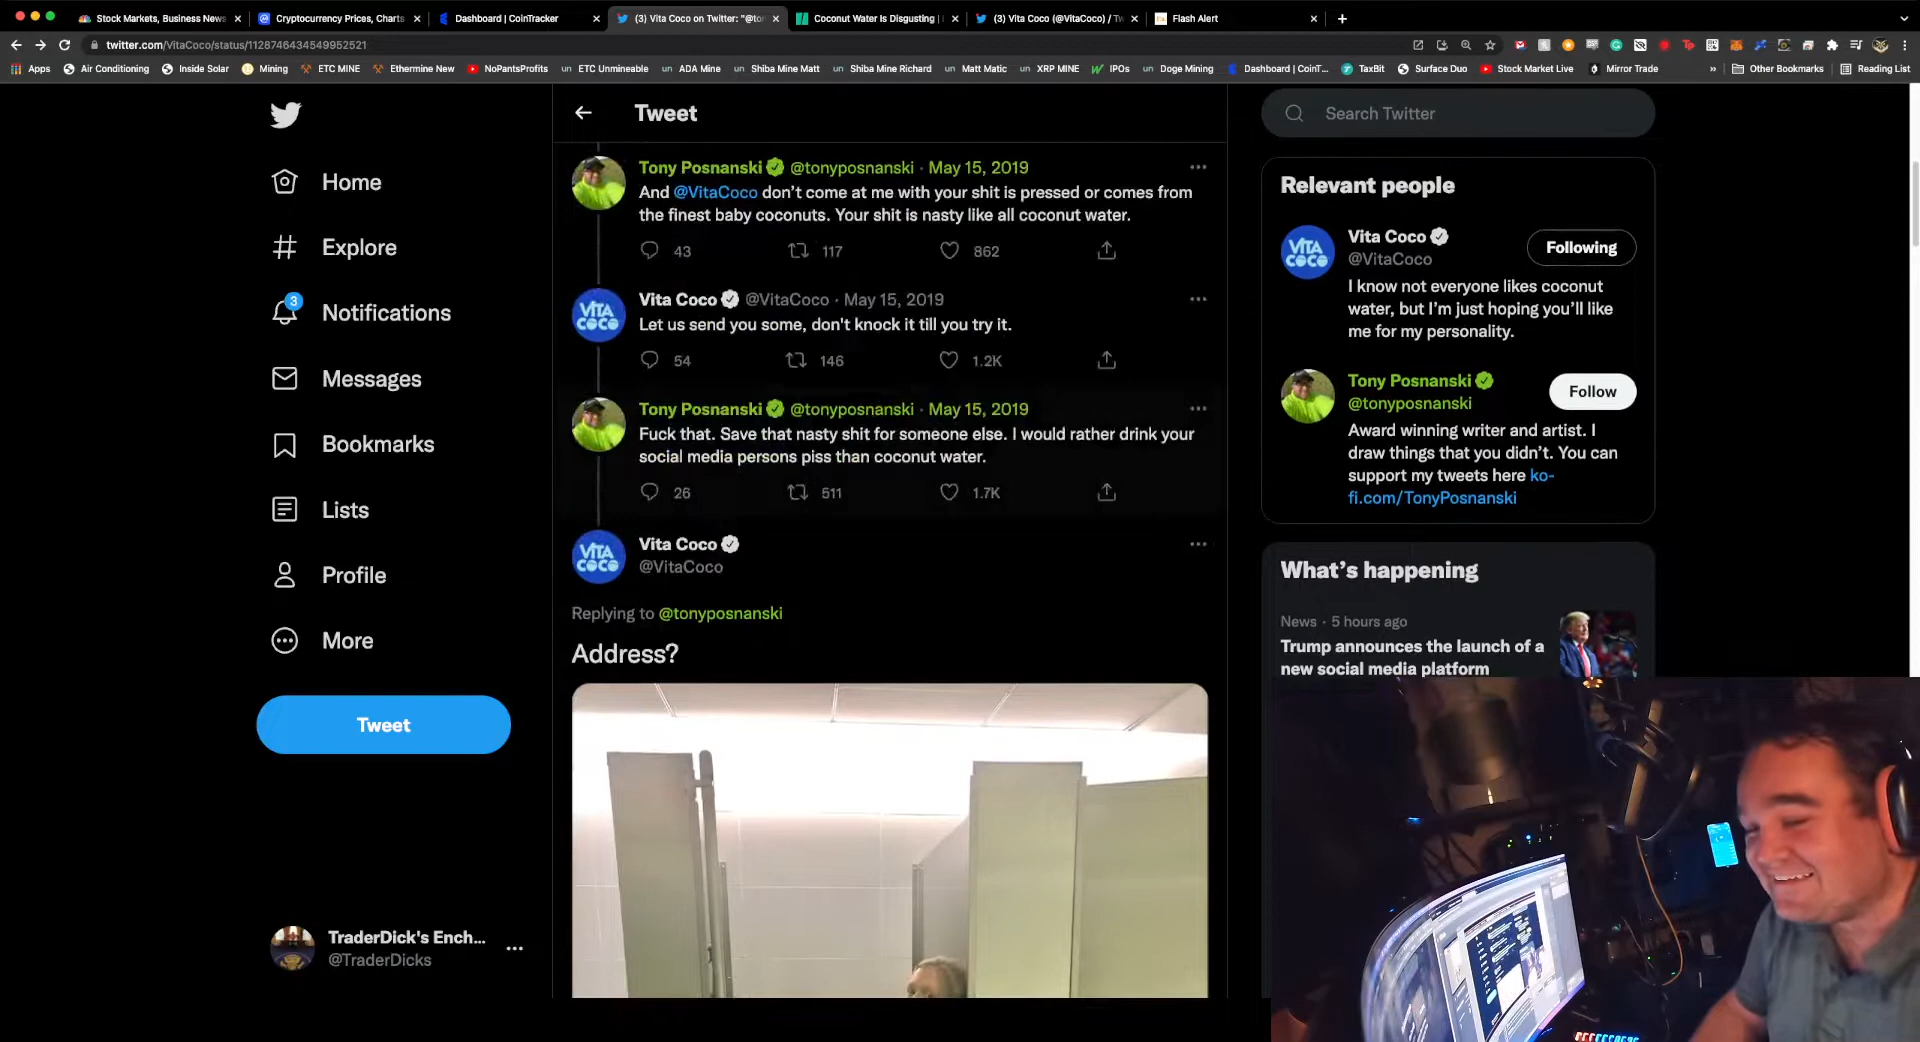 Stock Markets, Business News
Cryptocurrency Prices, Charts
Dashboard | CoinTracker
(3) Vita Coco on Twitter: "@to
Coconut Water Is Disgusting |
(3) Vita Coco (@VitaCoco) / Tw
Flash Alert
twitter.com/VitaCoco/status/1128746434549952521
Apps
Air Conditioning
Inside Solar
Mining
ETC MINE
Ethermine New
NoPantsProfits
ETC Unmineable
ADA Mine
Shiba Mine Matt
Shiba Mine Richard
Matt Matic
XRP MINE
IPOs
Doge Mining
Dashboard | CoinT...
TaxBit
Surface Duo
Stock Market Live
Mirror Trade
»
Other Bookmarks
Reading List
Home
Explore
3
Notifications
Messages
Bookmarks
Lists
Profile
More
Tweet
TraderDick's Ench...
@TraderDicks
Tweet
Tony Posnanski @tonyposnanski · May 15, 2019
And @VitaCoco don't come at me with your shit is pressed or comes from
the finest baby coconuts. Your shit is nasty like all coconut water.
43 117 862
VITA COCO
Vita Coco @VitaCoco · May 15, 2019
Let us send you some, don't knock it till you try it.
54 146 1.2K
Tony Posnanski @tonyposnanski · May 15, 2019
Fuck that. Save that nasty shit for someone else. I would rather drink your
social media persons piss than coconut water.
26 511 1.7K
VITA COCO
Vita Coco
@VitaCoco
Replying to @tonyposnanski
Address?
Search Twitter
Relevant people
VITA COCO
Vita Coco
@VitaCoco
Following
I know not everyone likes coconut
water, but I'm just hoping you'll like
me for my personality.
Tony Posnanski
@tonyposnanski
Follow
Award winning writer and artist. I
draw things that you didn't. You can
support my tweets here ko-
fi.com/TonyPosnanski
What's happening
News · 5 hours ago
Trump announces the launch of a
new social media platform